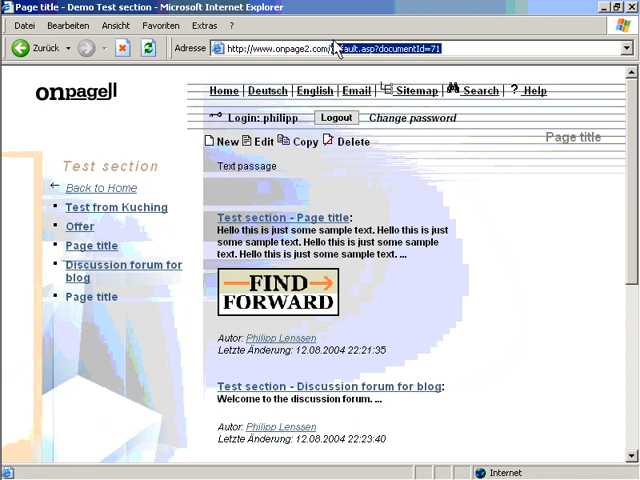 Page title - Demo Test section - Microsoft Internet Explorer
Datei Bearbeiten Ansicht Favoriten Extras ?
Zurück Adresse http://www.onpage2.com/default.asp?documentId=71
onpage
Home | Deutsch | English | Email | Sitemap | Search | ? Help
Login: philipp Logout Change password
New Edit Copy Delete
Page title
Test section
Text passage
Back to Home
Test from Kuching
Offer
Page title
Discussion forum for
blog
Page title
Test section - Page title:
Hello this is just some sample text. Hello this is just
some sample text. Hello this is just some sample
text. Hello this is just some sample text. ...
FIND
FORWARD
Autor: Philipp Lenssen
Letzte Änderung: 12.08.2004 22:21:35
Test section - Discussion forum for blog:
Welcome to the discussion forum. ...
Autor: Philipp Lenssen
Letzte Änderung: 12.08.2004 22:23:40
Internet